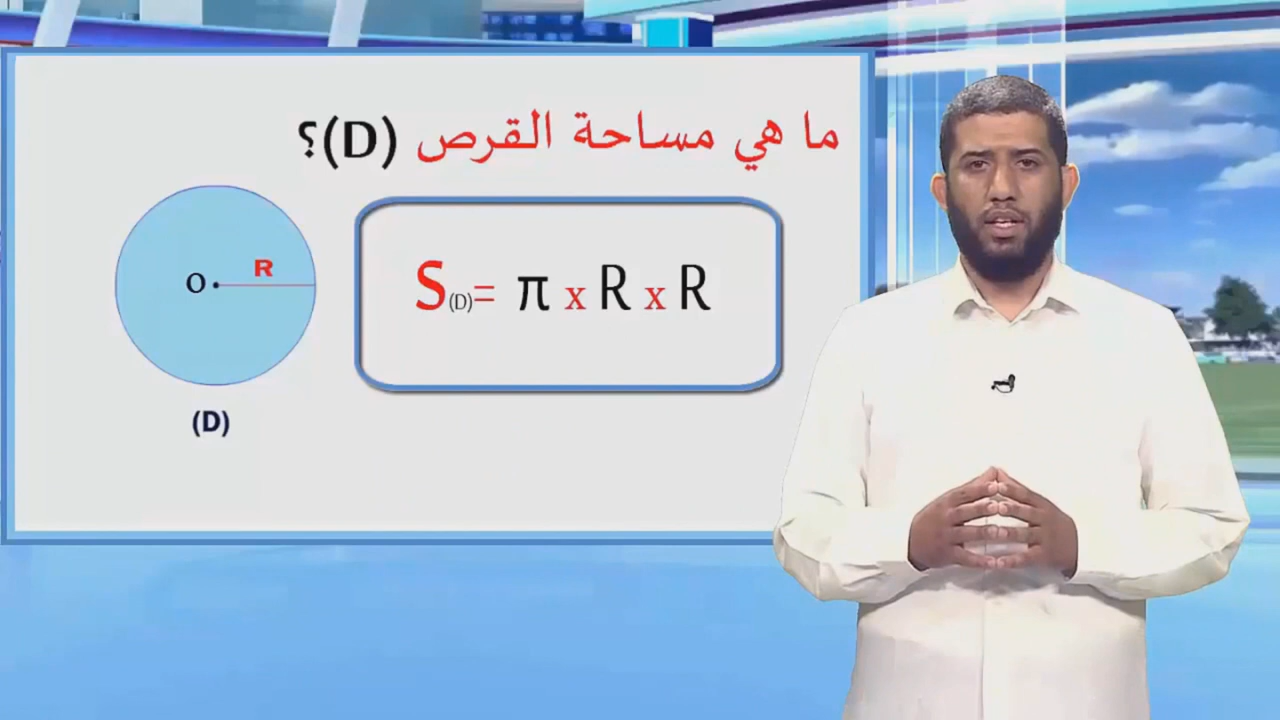 ما هي مساحة القرص (D)؟
R
O
S(D)= π x R x R
(D)